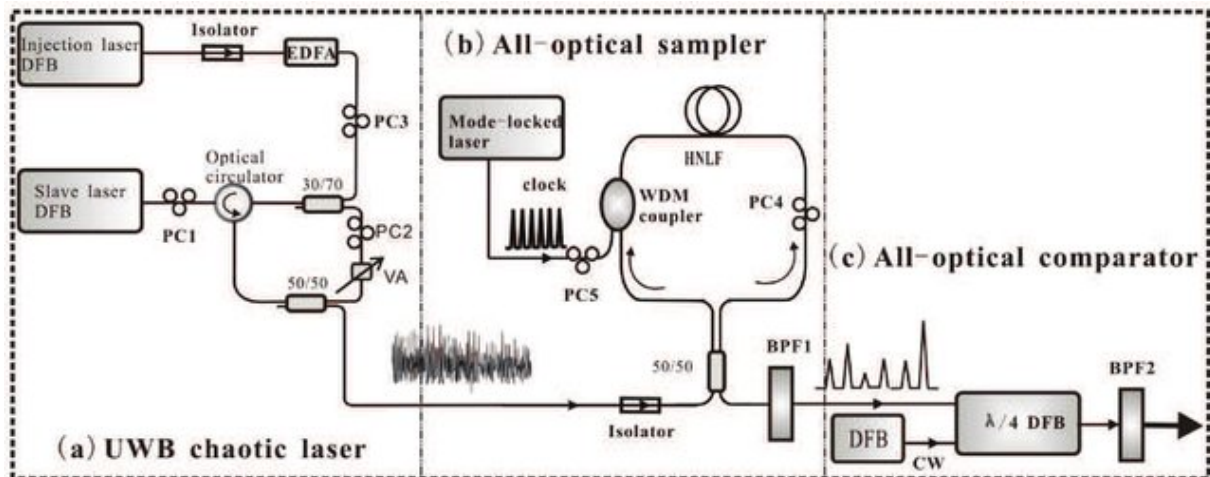 Injection laser
DFB
Isolator
EDFA
PC3
Slave laser
DFB
PC1
Optical
circulator
30/70
PC2
VA
50/50
(a) UWB chaotic laser
(b) All-optical sampler
Mode-locked
laser
clock
PC5
HNLF
WDM
coupler
PC4
50/50
Isolator
BPF1
(c) All-optical comparator
DFB
CW
λ/4 DFB
BPF2